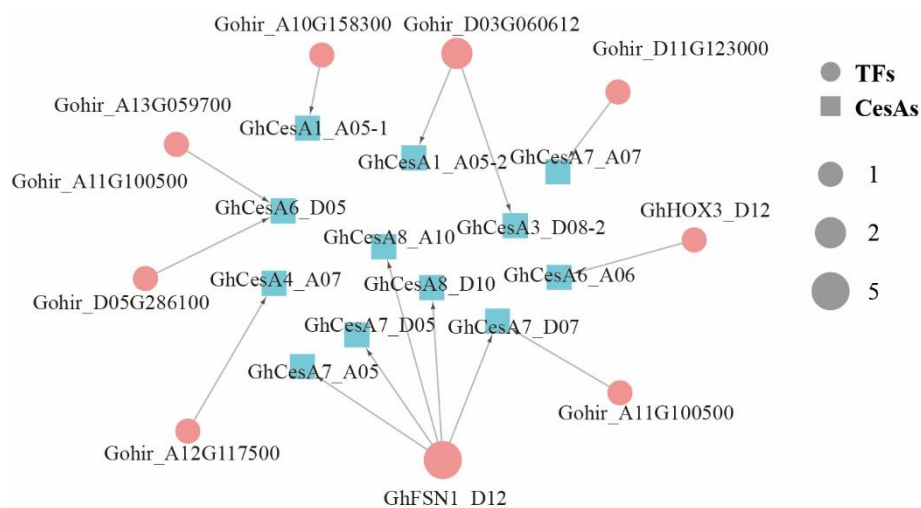 Gohir_A10G158300
Gohir_D03G060612
Gohir_D11G123000
TFs
CesAs
Gohir_A13G059700
GhCesA1_A05-1
GhCesA1_A05-2
GhCesA7_A07
Gohir_A11G100500
GhCesA6_D05
GhCesA3_D08-2
GhHOX3_D12
1
2
5
GhCesA8_A10
GhCesA4_A07
GhCesA8_D10
GhCesA6_A06
Gohir_D05G286100
GhCesA7_D05
GhCesA7_D07
GhCesA7_A05
Gohir_A11G100500
Gohir_A12G117500
GhFSN1_D12